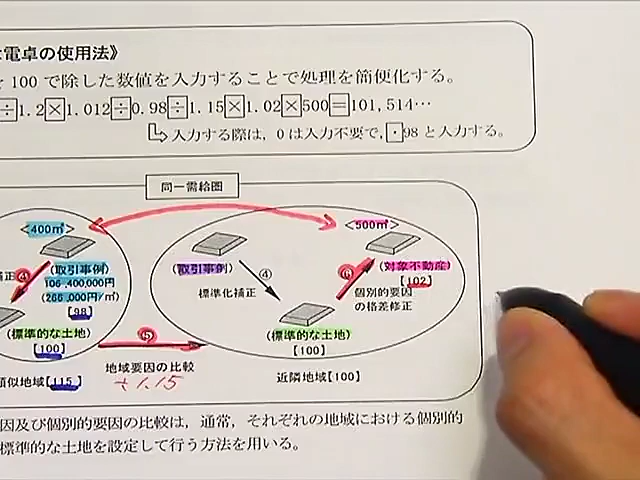 電卓の使用法》
100で除した数値を入力することで処理を簡便化する。
÷1.2×1.012÷0.98÷1.15×1.02×500=101,514…
入力する際は，0は入力不要で，・98と入力する。
同一需給圏
<400㎡>
<500㎡>
(取引事例)
106,400,000円
(266,000円/㎡)
[98]
(取引事例)
④
(対象不動産)
[102]
補正④
標準化補正
⑥
個別的要因
の格差修正
(標準的な土地)
[100]
(標準的な土地)
[100]
⑤
地域要因の比較
÷1.15
類似地域[115]
近隣地域[100]
因及び個別的要因の比較は，通常，それぞれの地域における個別的
標準的な土地を設定して行う方法を用いる。